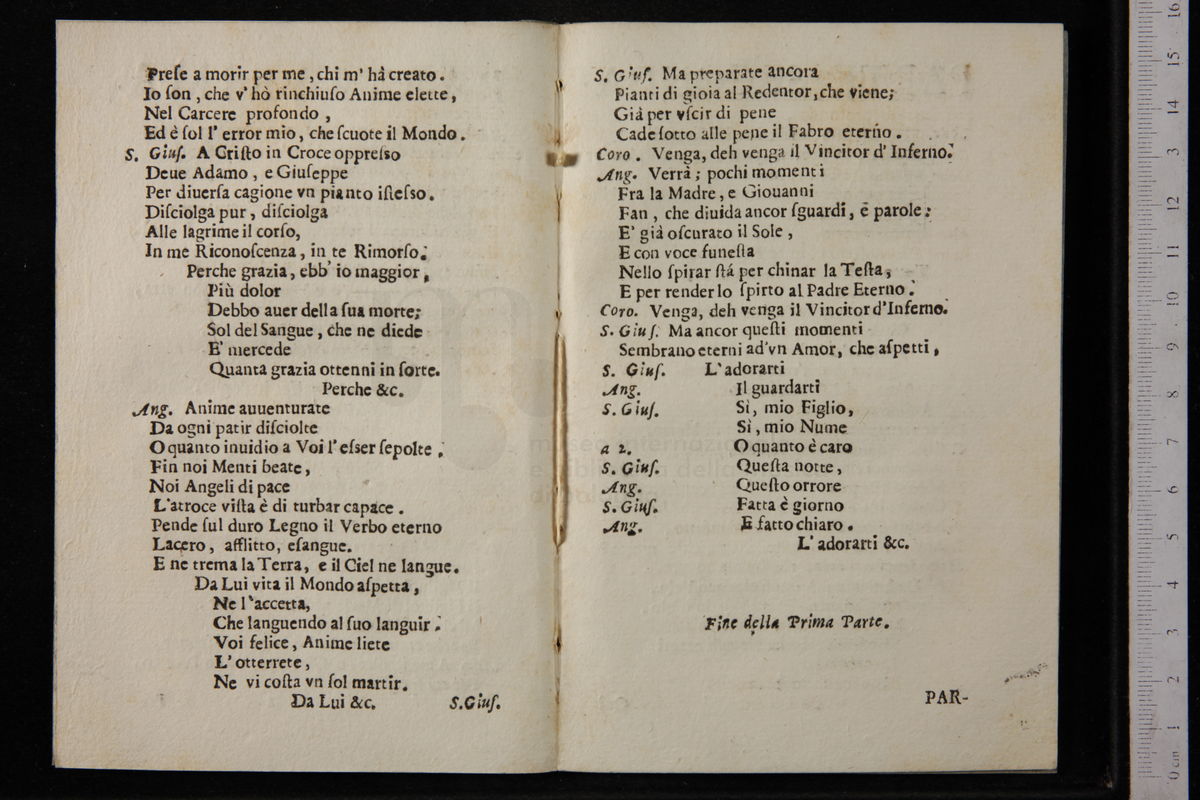 Preſe a morir per me, chi m' hà creato.
Io ſon, che v' hò rinchiuſo Anime elette,
Nel Carcere profondo,
Ed è ſol l' error mio, che ſcuote il Mondo.
S. Giuſ. A Criſto in Croce oppreſso
Deue Adamo, e Giuſeppe
Per diuerſa cagione vn pianto iſteſso.
Diſciolga pur, diſciolga
Alle lagrime il corſo,
In me Riconoſcenza, in te Rimorſo.
Perche grazia, ebb' io maggior,
Più dolor
Debbo auer della ſua morte;
Sol del Sangue, che ne diede
E' mercede
Quanta grazia ottenni in ſorte.
Perche &c.
Ang. Anime auuenturate
Da ogni patir diſciolte
O quanto inuidio a Voi l' eſser ſepolte.
Fin noi Menti beate,
Noi Angeli di pace
L'atroce viſta è di turbar capace.
Pende ſul duro Legno il Verbo eterno
Lacero, afflitto, eſangue.
E ne trema la Terra, e il Ciel ne langue.
Da Lui vita il Mondo aſpetta,
Ne l'accetta,
Che languendo al ſuo languir.
Voi felice, Anime liete
L' otterrete,
Ne vi coſta vn ſol martir.
Da Lui &c.
S. Giuſ.
S. Giuſ. Ma preparate ancora
Pianti di gioia al Redentor, che viene;
Già per vſcir di pene
Cade ſotto alle pene il Fabro eterno.
Coro. Venga, deh venga il Vincitor d' Inferno.
Ang. Verrà; pochi momenti
Fra la Madre, e Giouanni
Fan, che diuida ancor ſguardi, e parole:
E' già oſcurato il Sole,
E con voce funeſta
Nello ſpirar ſtá per chinar la Teſta,
E per render lo ſpirto al Padre Eterno.
Coro. Venga, deh venga il Vincitor d'Inferno.
S. Giuſ. Ma ancor queſti momenti
Sembrano eterni ad'vn Amor, che aſpetti,
S. Giuſ. L'adorarti
Ang. Il guardarti
S. Giuſ. Sì, mio Figlio,
Sì, mio Nume
a 2. O quanto è caro
S. Giuſ. Queſta notte,
Ang. Queſto orrore
S. Giuſ. Fatta è giorno
Ang. E fatto chiaro.
L' adorarti &c.
Fine della Prima Parte.
PAR-